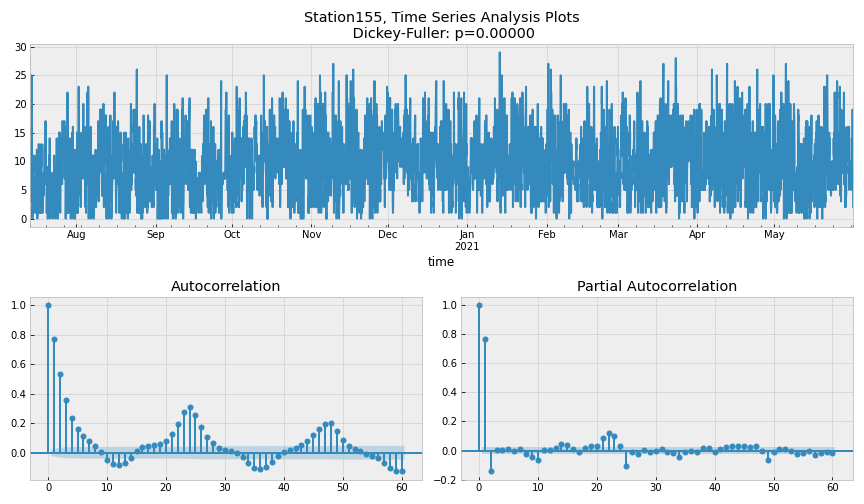 Station155, Time Series Analysis Plots
Dickey-Fuller: p=0.00000
30
25
20
15
10
5
0
Aug Sep Oct Nov Dec Jan Feb Mar Apr May
2021
time
Autocorrelation
1.0
0.8
0.6
0.4
0.2
0.0
0 10 20 30 40 50 60
Partial Autocorrelation
1.0
0.8
0.6
0.4
0.2
0.0
−0.2
0 10 20 30 40 50 60